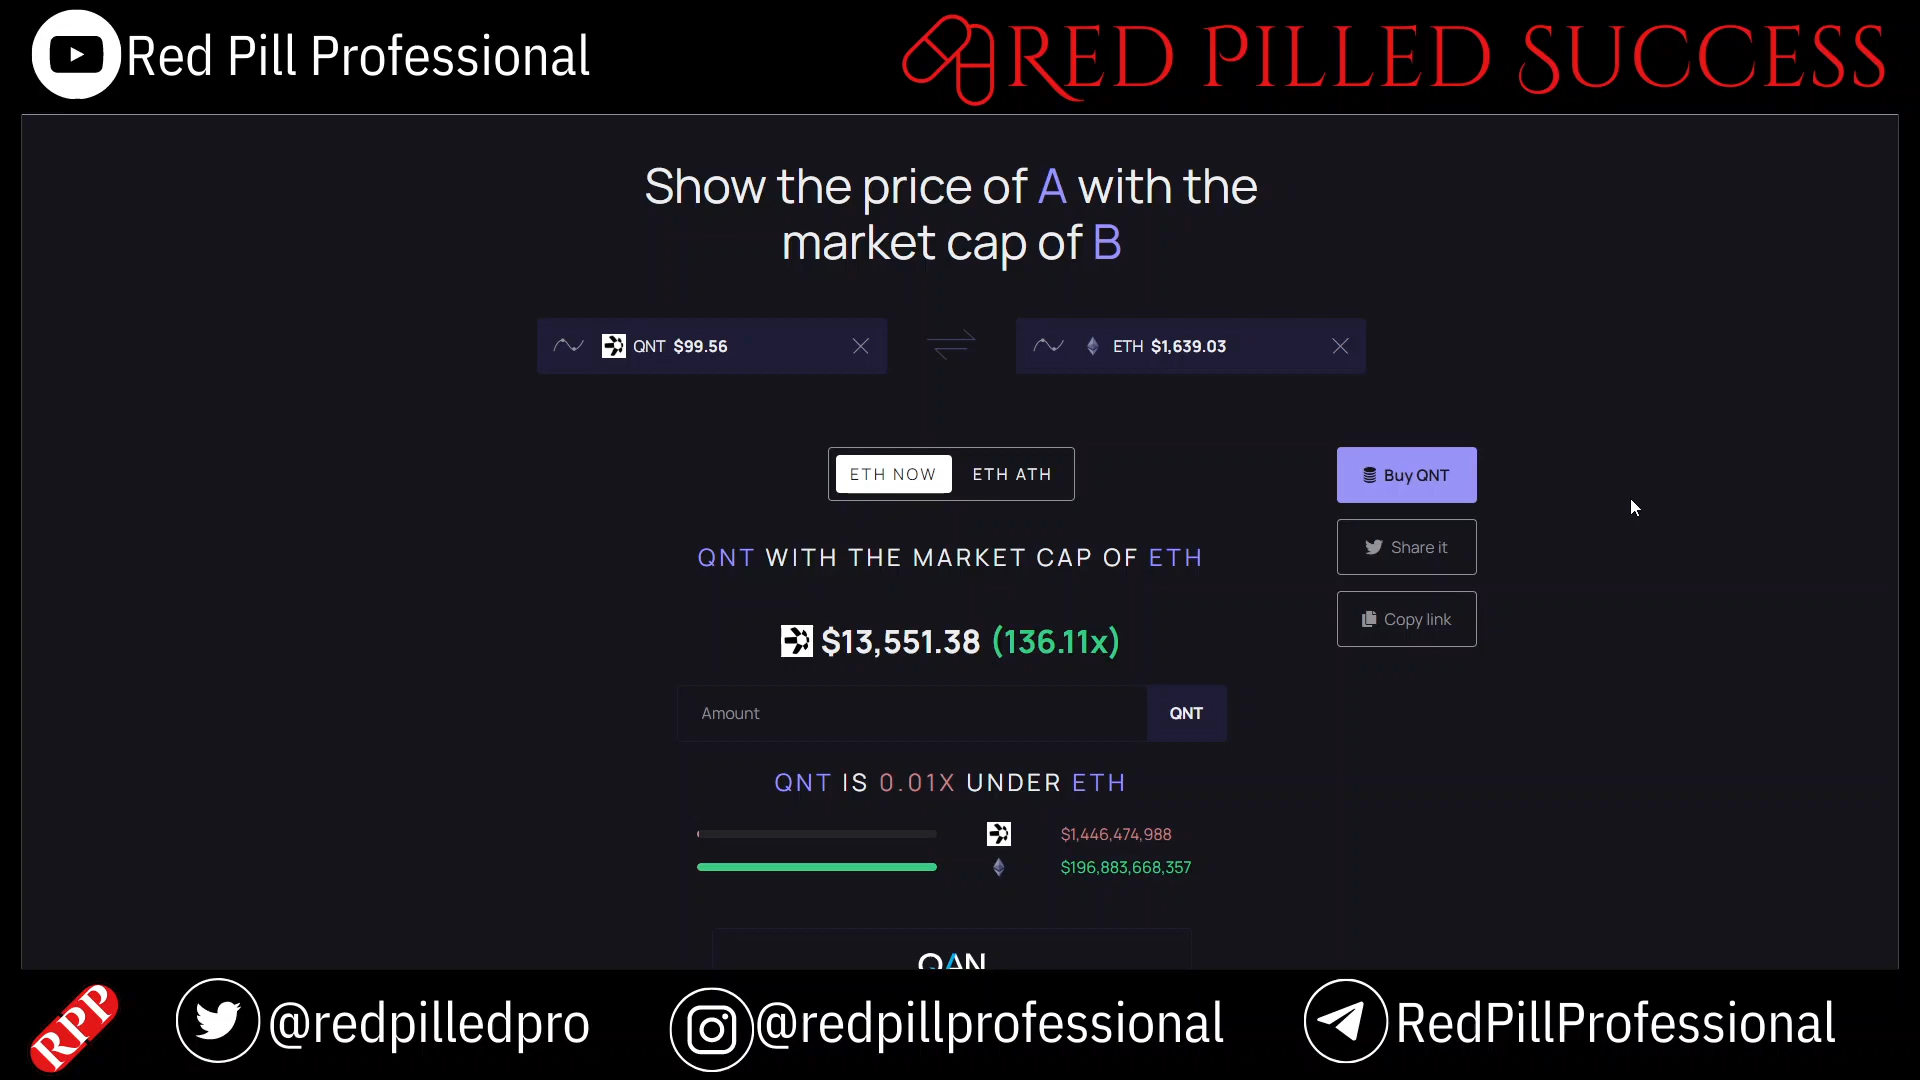 Red Pill Professional
RED PILLED SUCCESS
Show the price of A with the
market cap of B
QNT $99.56
ETH $1,639.03
ETH NOW
ETH ATH
Buy QNT
Share it
Copy link
QNT WITH THE MARKET CAP OF ETH
$13,551.38 (136.11x)
Amount
QNT
QNT IS 0.01X UNDER ETH
$1,446,474,988
$196,883,668,357
QAN
RPP
@redpilledpro
@redpillprofessional
RedPillProfessional